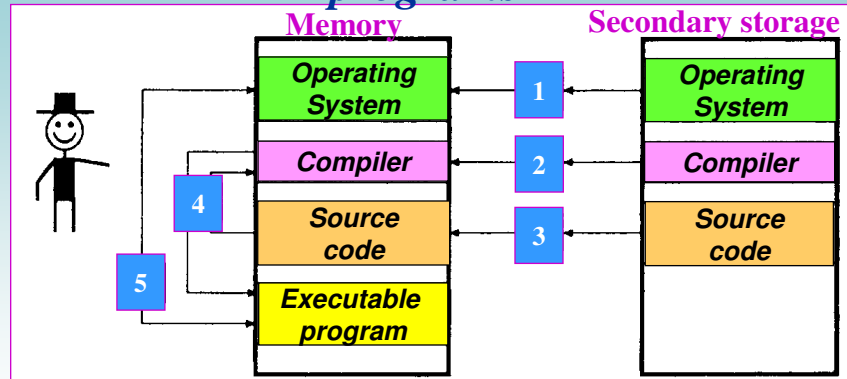 programs
Memory
Secondary storage
Operating
System
1
Operating
System
Compiler
2
Compiler
4
Source
code
3
Source
code
5
Executable
program